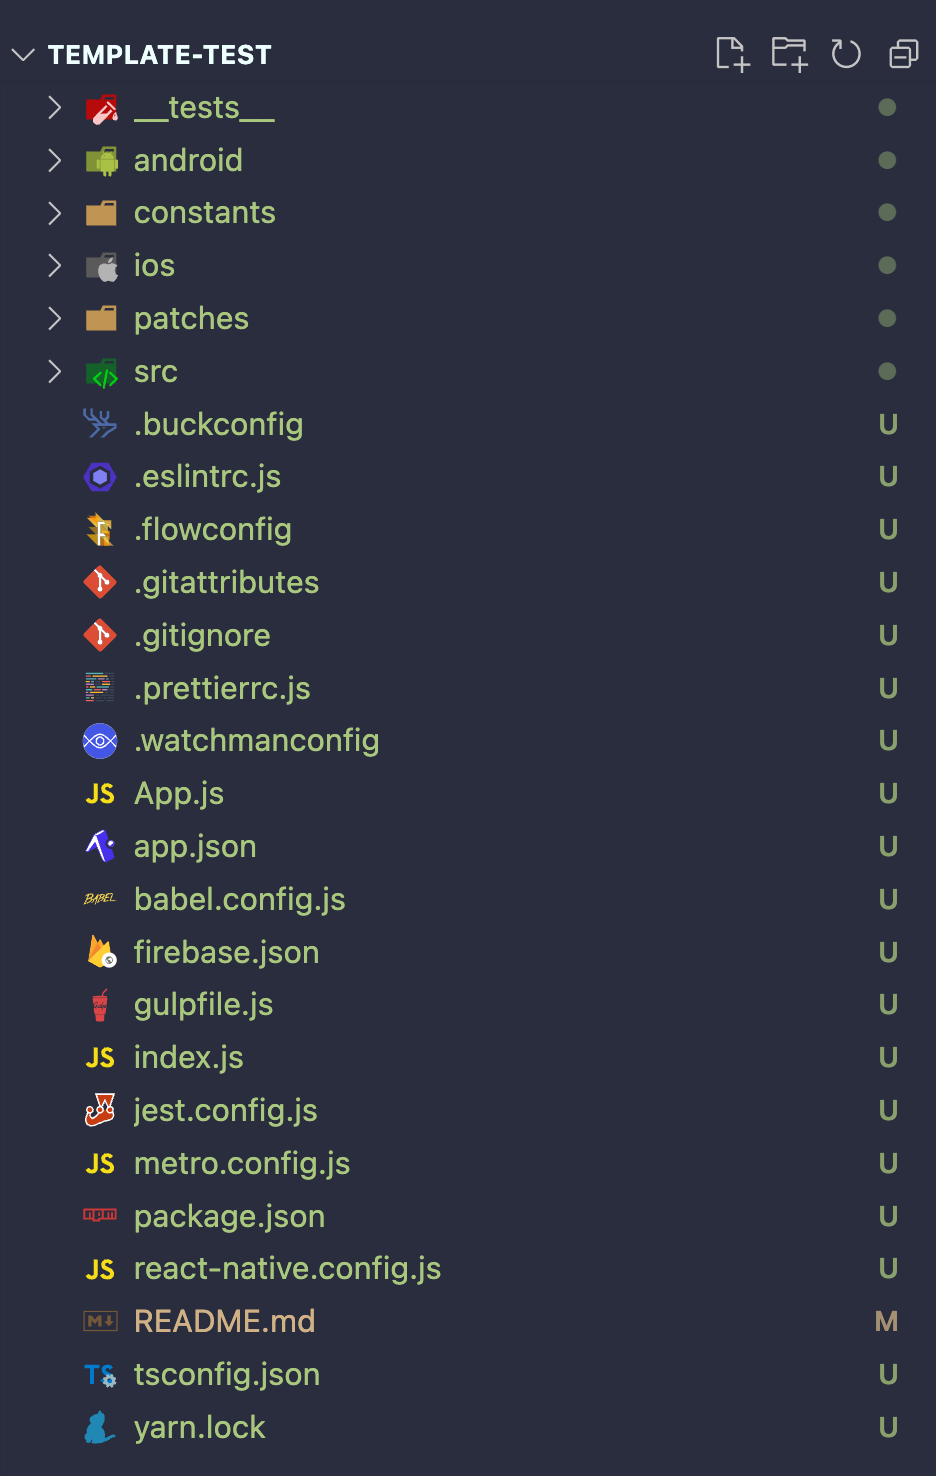 TEMPLATE-TEST
__tests__
android
constants
ios
patches
src
.buckconfig U
.eslintrc.js U
.flowconfig U
.gitattributes U
.gitignore U
.prettierrc.js U
.watchmanconfig U
JS App.js U
app.json U
BABEL babel.config.js U
firebase.json U
gulpfile.js U
JS index.js U
jest.config.js U
JS metro.config.js U
npm package.json U
JS react-native.config.js U
M README.md M
TS tsconfig.json U
yarn.lock U